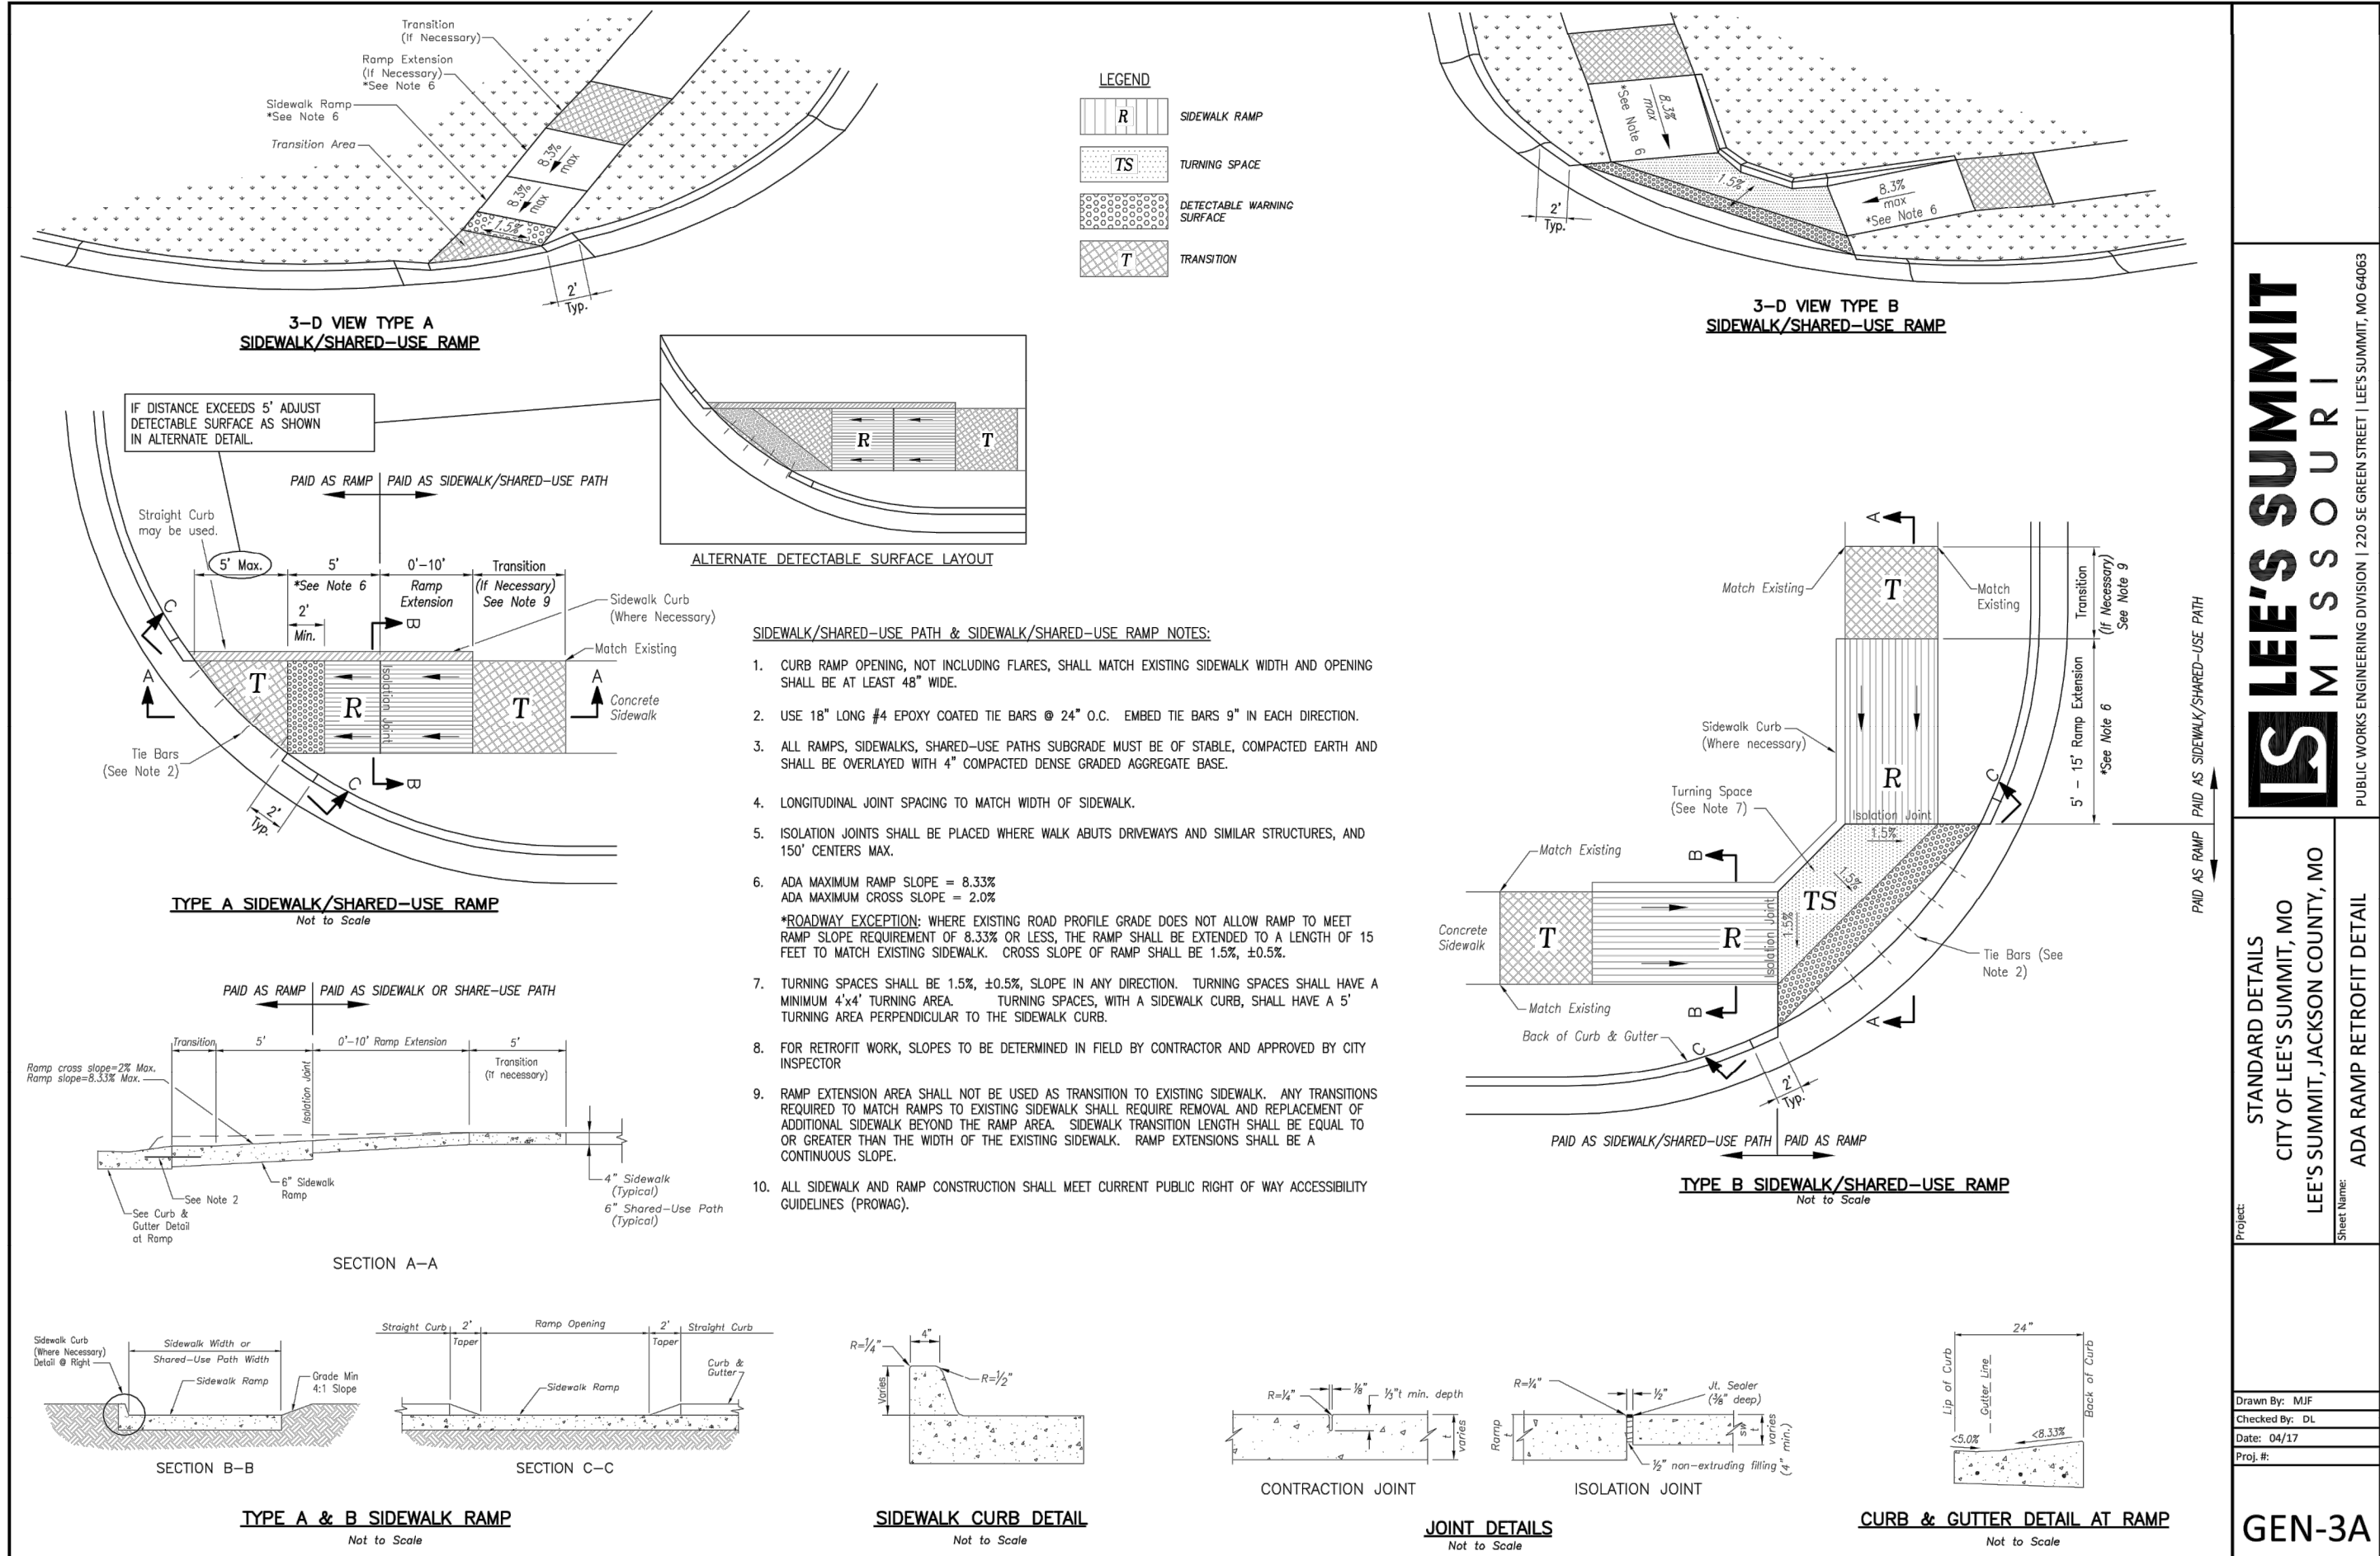 Transition
(If Necessary)
Ramp Extension
(If Necessary)
*See Note 6
Sidewalk Ramp
*See Note 6
Transition Area
8.3%
max
8.3%
max
1.5%
2'
Typ.
3-D VIEW TYPE A
SIDEWALK/SHARED-USE RAMP
LEGEND
R
SIDEWALK RAMP
TS
TURNING SPACE
DETECTABLE WARNING
SURFACE
T
TRANSITION
8.3%
max
*See Note 6
1.5%
8.3%
max
*See Note 6
2'
Typ.
3-D VIEW TYPE B
SIDEWALK/SHARED-USE RAMP
IF DISTANCE EXCEEDS 5' ADJUST
DETECTABLE SURFACE AS SHOWN
IN ALTERNATE DETAIL.
R
T
ALTERNATE DETECTABLE SURFACE LAYOUT
PAID AS RAMP
PAID AS SIDEWALK/SHARED-USE PATH
Straight Curb
may be used.
5' Max.
5'
*See Note 6
2'
Min.
0'-10'
Ramp
Extension
Transition
(If Necessary)
See Note 9
Sidewalk Curb
(Where Necessary)
Match Existing
Concrete
Sidewalk
C
A
B
T
R
Isolation Joint
T
A
B
C
Tie Bars
(See Note 2)
2'
Typ.
TYPE A SIDEWALK/SHARED-USE RAMP
Not to Scale
PAID AS RAMP
PAID AS SIDEWALK OR SHARE-USE PATH
Transition
5'
0'-10' Ramp Extension
5'
Transition
(if necessary)
Ramp cross slope=2% Max.
Ramp slope=8.33% Max.
Isolation Joint
See Note 2
6" Sidewalk
Ramp
See Curb &
Gutter Detail
at Ramp
4" Sidewalk
(Typical)
6" Shared-Use Path
(Typical)
SECTION A-A
SIDEWALK/SHARED-USE PATH & SIDEWALK/SHARED-USE RAMP NOTES:
1. CURB RAMP OPENING, NOT INCLUDING FLARES, SHALL MATCH EXISTING SIDEWALK WIDTH AND OPENING
SHALL BE AT LEAST 48" WIDE.
2. USE 18" LONG #4 EPOXY COATED TIE BARS @ 24" O.C. EMBED TIE BARS 9" IN EACH DIRECTION.
3. ALL RAMPS, SIDEWALKS, SHARED-USE PATHS SUBGRADE MUST BE OF STABLE, COMPACTED EARTH AND
SHALL BE OVERLAYED WITH 4" COMPACTED DENSE GRADED AGGREGATE BASE.
4. LONGITUDINAL JOINT SPACING TO MATCH WIDTH OF SIDEWALK.
5. ISOLATION JOINTS SHALL BE PLACED WHERE WALK ABUTS DRIVEWAYS AND SIMILAR STRUCTURES, AND
150' CENTERS MAX.
6. ADA MAXIMUM RAMP SLOPE = 8.33%
ADA MAXIMUM CROSS SLOPE = 2.0%
*ROADWAY EXCEPTION: WHERE EXISTING ROAD PROFILE GRADE DOES NOT ALLOW RAMP TO MEET
RAMP SLOPE REQUIREMENT OF 8.33% OR LESS, THE RAMP SHALL BE EXTENDED TO A LENGTH OF 15
FEET TO MATCH EXISTING SIDEWALK. CROSS SLOPE OF RAMP SHALL BE 1.5%, ±0.5%.
7. TURNING SPACES SHALL BE 1.5%, ±0.5%, SLOPE IN ANY DIRECTION. TURNING SPACES SHALL HAVE A
MINIMUM 4'x4' TURNING AREA. TURNING SPACES, WITH A SIDEWALK CURB, SHALL HAVE A 5'
TURNING AREA PERPENDICULAR TO THE SIDEWALK CURB.
8. FOR RETROFIT WORK, SLOPES TO BE DETERMINED IN FIELD BY CONTRACTOR AND APPROVED BY CITY
INSPECTOR
9. RAMP EXTENSION AREA SHALL NOT BE USED AS TRANSITION TO EXISTING SIDEWALK. ANY TRANSITIONS
REQUIRED TO MATCH RAMPS TO EXISTING SIDEWALK SHALL REQUIRE REMOVAL AND REPLACEMENT OF
ADDITIONAL SIDEWALK BEYOND THE RAMP AREA. SIDEWALK TRANSITION LENGTH SHALL BE EQUAL TO
OR GREATER THAN THE WIDTH OF THE EXISTING SIDEWALK. RAMP EXTENSIONS SHALL BE A
CONTINUOUS SLOPE.
10. ALL SIDEWALK AND RAMP CONSTRUCTION SHALL MEET CURRENT PUBLIC RIGHT OF WAY ACCESSIBILITY
GUIDELINES (PROWAG).
A
Match Existing
T
Match
Existing
Transition
(If Necessary)
See Note 9
Sidewalk Curb
(Where necessary)
R
5' - 15' Ramp Extension
*See Note 6
PAID AS SIDEWALK/SHARED-USE PATH
PAID AS RAMP
Turning Space
(See Note 7)
Isolation Joint
1.5%
C
Match Existing
B
Concrete
Sidewalk
T
R
Isolation Joint
1.5%
TS
1.5%
Tie Bars (See
Note 2)
Match Existing
B
Back of Curb & Gutter
A
C
2'
Typ.
PAID AS SIDEWALK/SHARED-USE PATH
PAID AS RAMP
TYPE B SIDEWALK/SHARED-USE RAMP
Not to Scale
Sidewalk Curb
(Where Necessary)
Detail @ Right
Sidewalk Width or
Shared-Use Path Width
Sidewalk Ramp
Grade Min
4:1 Slope
SECTION B-B
Straight Curb
2'
Taper
Ramp Opening
2'
Taper
Straight Curb
Curb &
Gutter
Sidewalk Ramp
SECTION C-C
TYPE A & B SIDEWALK RAMP
Not to Scale
R=1/4"
4"
R=1/2"
Varies
SIDEWALK CURB DETAIL
Not to Scale
R=1/4"
1/8"
1/3"t min. depth
t
varies
CONTRACTION JOINT
R=1/4"
1/2"
Jt. Sealer
(3/8" deep)
Ramp
t
sw
t
varies
(4" min.)
1/2" non-extruding filling
ISOLATION JOINT
JOINT DETAILS
Not to Scale
24"
Lip of Curb
Gutter Line
Back of Curb
<5.0%
<8.33%
CURB & GUTTER DETAIL AT RAMP
Not to Scale
LS
LEE'S SUMMIT
MISSOURI
PUBLIC WORKS ENGINEERING DIVISION | 220 SE GREEN STREET | LEE'S SUMMIT, MO 64063
Project:
STANDARD DETAILS
CITY OF LEE'S SUMMIT, MO
LEE'S SUMMIT, JACKSON COUNTY, MO
Sheet Name:
ADA RAMP RETROFIT DETAIL
Drawn By: MJF
Checked By: DL
Date: 04/17
Proj. #:
GEN-3A